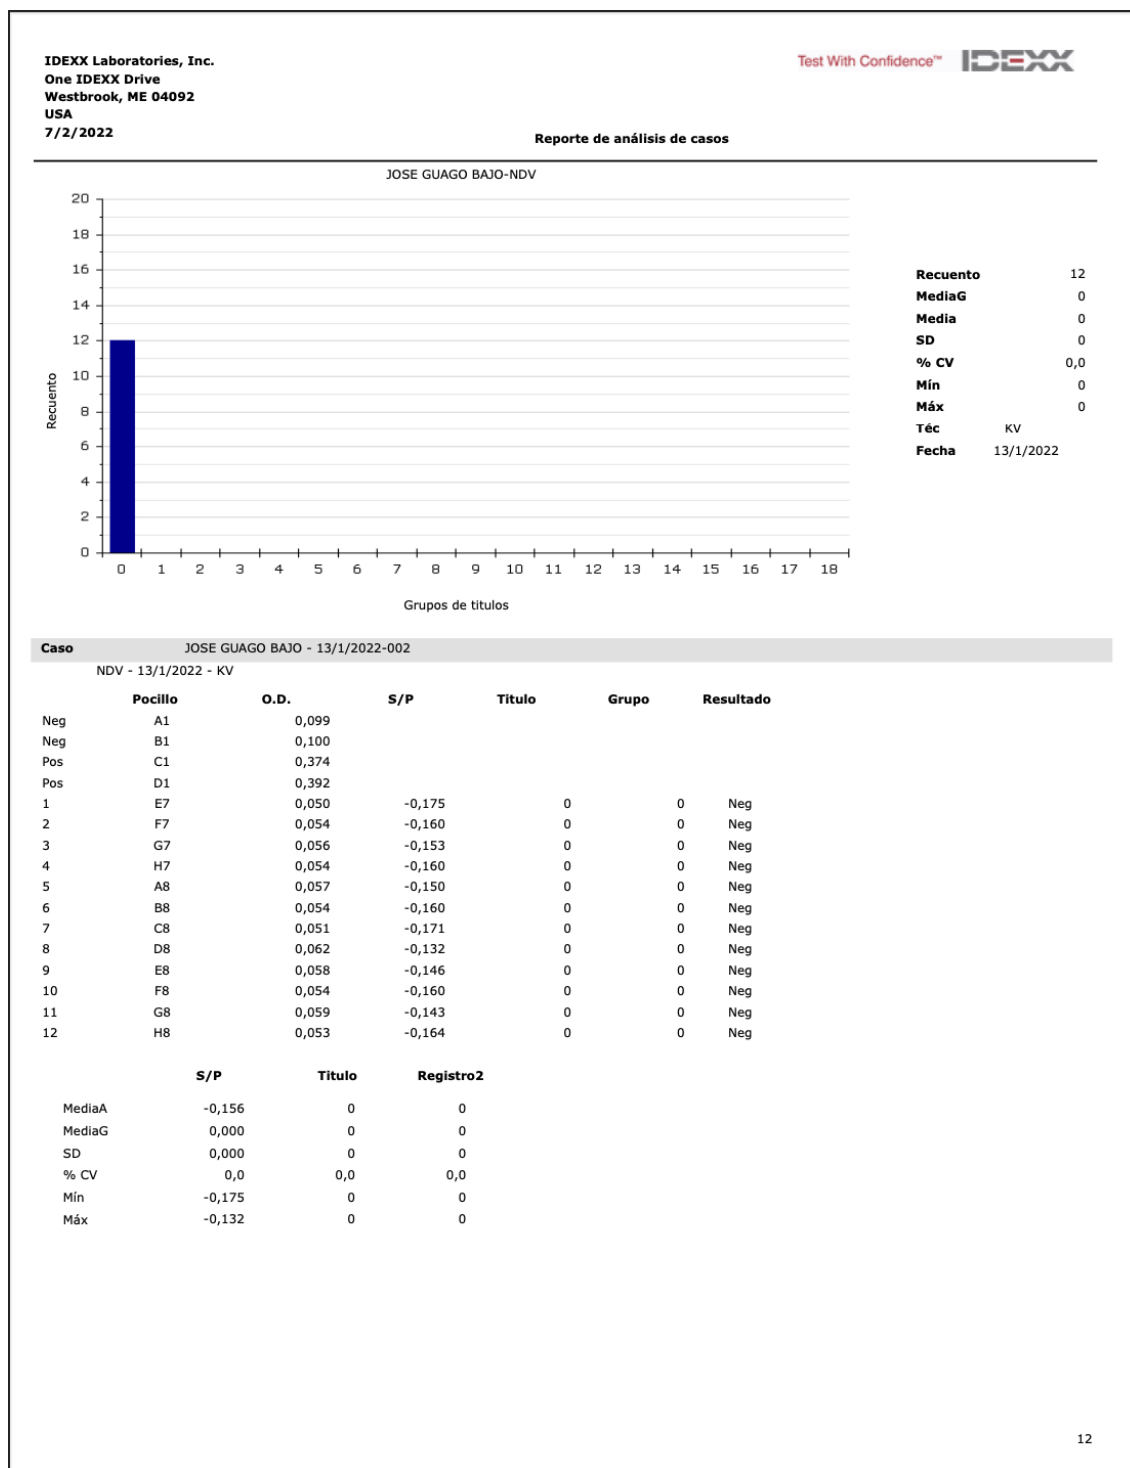 IDEXX Laboratories, Inc.
One IDEXX Drive
Westbrook, ME 04092
USA
7/2/2022
Test With Confidence™ IDEXX
Reporte de análisis de casos
JOSE GUAGO BAJO-NDV
20
18
16
14
12
10
8
6
4
2
0
Recuento
0 1 2 3 4 5 6 7 8 9 10 11 12 13 14 15 16 17 18
Grupos de titulos
Recuento 12
MediaG 0
Media 0
SD 0
% CV 0,0
Mín 0
Máx 0
Téc KV
Fecha 13/1/2022
Caso JOSE GUAGO BAJO - 13/1/2022-002
NDV - 13/1/2022 - KV
Pocillo O.D. S/P Titulo Grupo Resultado
Neg A1 0,099
Neg B1 0,100
Pos C1 0,374
Pos D1 0,392
1 E7 0,050 -0,175 0 0 Neg
2 F7 0,054 -0,160 0 0 Neg
3 G7 0,056 -0,153 0 0 Neg
4 H7 0,054 -0,160 0 0 Neg
5 A8 0,057 -0,150 0 0 Neg
6 B8 0,054 -0,160 0 0 Neg
7 C8 0,051 -0,171 0 0 Neg
8 D8 0,062 -0,132 0 0 Neg
9 E8 0,058 -0,146 0 0 Neg
10 F8 0,054 -0,160 0 0 Neg
11 G8 0,059 -0,143 0 0 Neg
12 H8 0,053 -0,164 0 0 Neg
S/P Titulo Registro2
MediaA -0,156 0 0
MediaG 0,000 0 0
SD 0,000 0 0
% CV 0,0 0,0 0,0
Mín -0,175 0 0
Máx -0,132 0 0
12